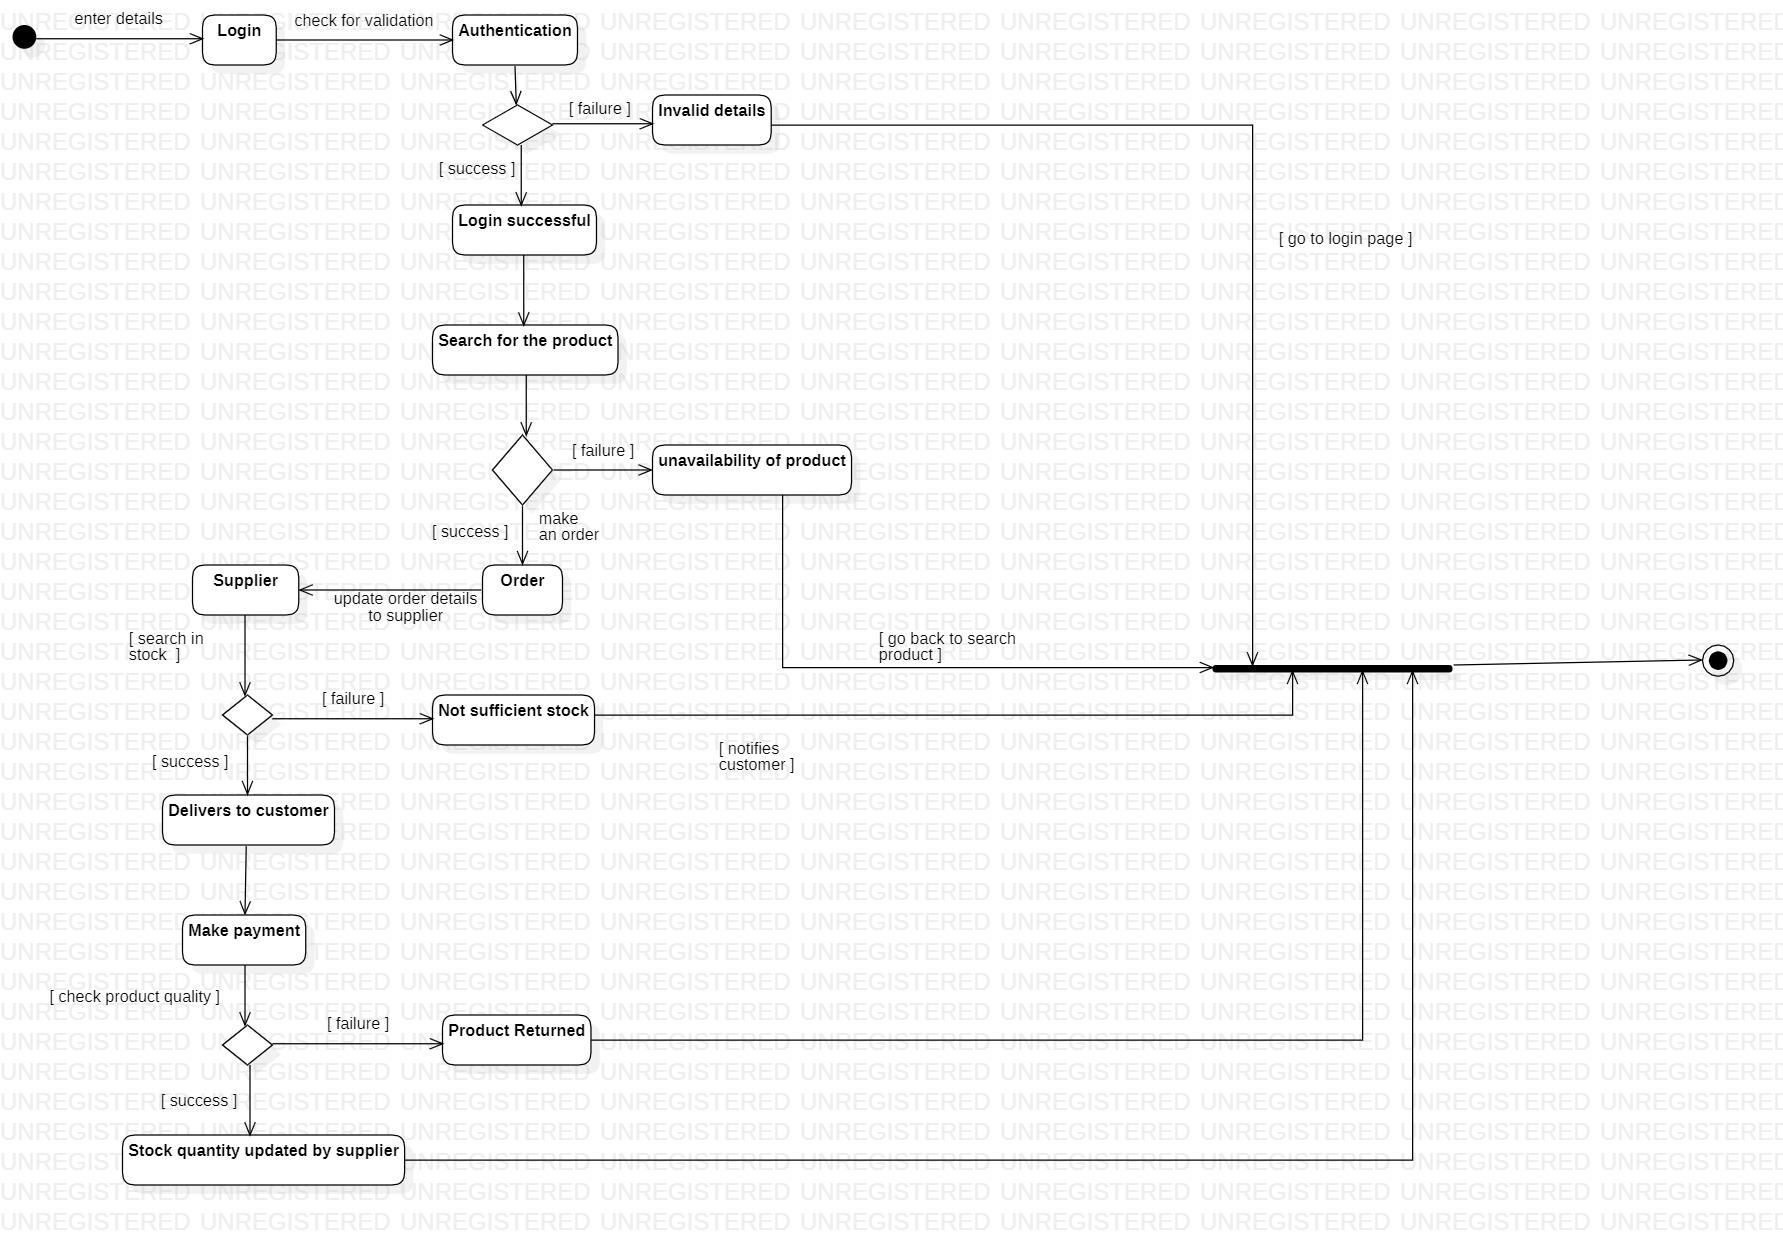 enter details
Login
check for validation
Authentication
[ failure ]
Invalid details
[ success ]
Login successful
[ go to login page ]
Search for the product
[ failure ]
unavailability of product
[ success ]
make
an order
Supplier
Order
update order details
to supplier
[ search in
stock  ]
[ go back to search
product ]
[ failure ]
Not sufficient stock
[ notifies
customer ]
[ success ]
Delivers to customer
Make payment
[ check product quality ]
[ failure ]
Product Returned
[ success ]
Stock quantity updated by supplier
UNREGISTERED